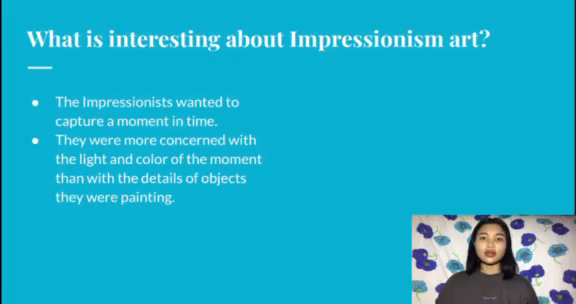 What is interesting about Impressionism art?
● The Impressionists wanted to
capture a moment in time.
● They were more concerned with
the light and color of the moment
than with the details of objects
they were painting.